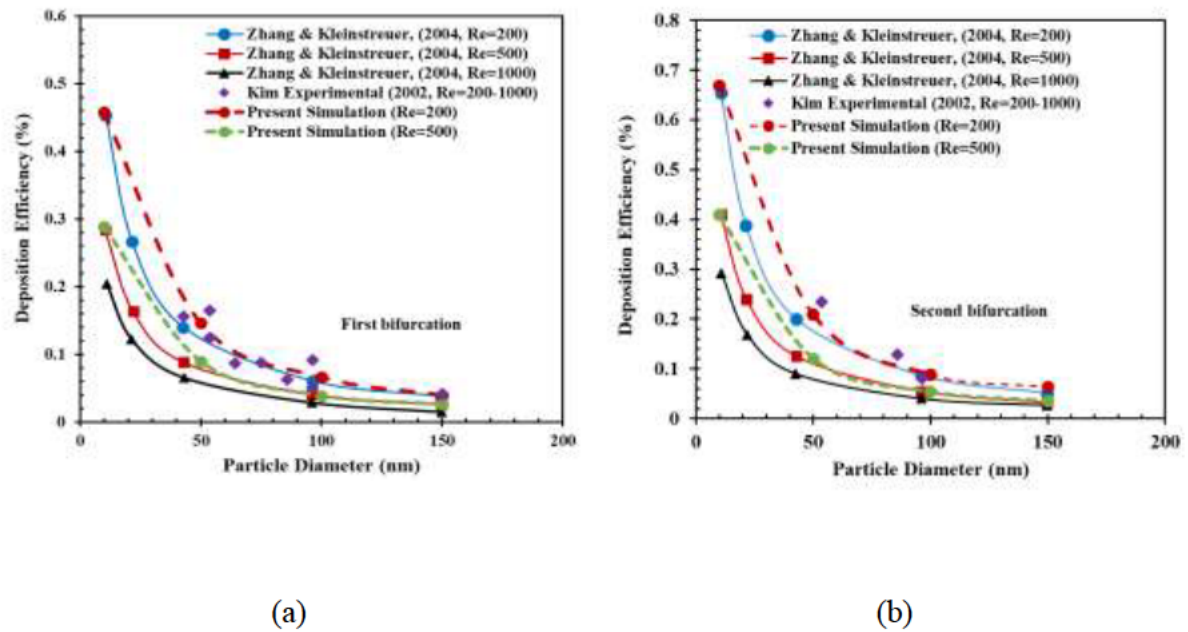 0.6
0.5
0.4
0.3
0.2
0.1
0
Deposition Efficiency (%)
Zhang & Kleinstreuer, (2004, Re=200)
Zhang & Kleinstreuer, (2004, Re=500)
Zhang & Kleinstreuer, (2004, Re=1000)
Kim Experimental (2002, Re=200-1000)
Present Simulation (Re=200)
Present Simulation (Re=500)
First bifurcation
0 50 100 150 200
Particle Diameter (nm)
(a)
0.8
0.7
0.6
0.5
0.4
0.3
0.2
0.1
0
Deposition Efficiency (%)
Zhang & Kleinstreuer, (2004, Re=200)
Zhang & Kleinstreuer, (2004, Re=500)
Zhang & Kleinstreuer, (2004, Re=1000)
Kim Experimental (2002, Re=200-1000)
Present Simulation (Re=200)
Present Simulation (Re=500)
Second bifurcation
0 50 100 150 200
Particle Diameter (nm)
(b)